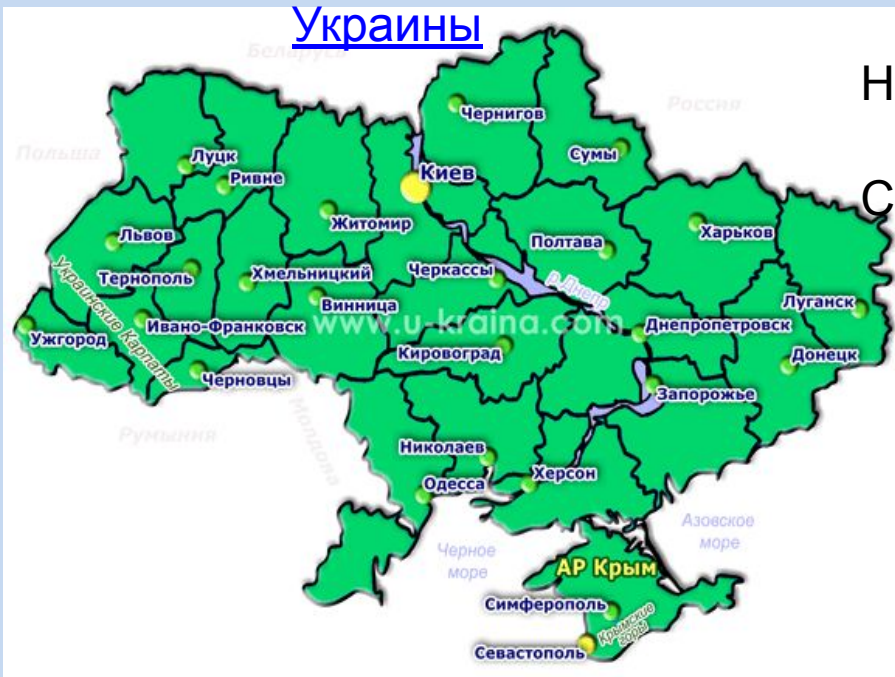 Украины
Беларусь
Н
Россия
Чернигов
Польша
Сумы
Луцк
Киев
Ривне
С
Житомир
Львов
Полтава
Харьков
Тернополь
Хмельницкий
Черкассы
р.Днепр
Украинские Карпаты
Винница
Луганск
Ужгород
Ивано-Франковск
www.u-kraina.com
Днепропетровск
Кировоград
Донецк
Черновцы
Запорожье
Румыния
Молдова
Николаев
Херсон
Одесса
Азовское
море
Черное
море
АР Крым
Симферополь
Крымские
горы
Севастополь